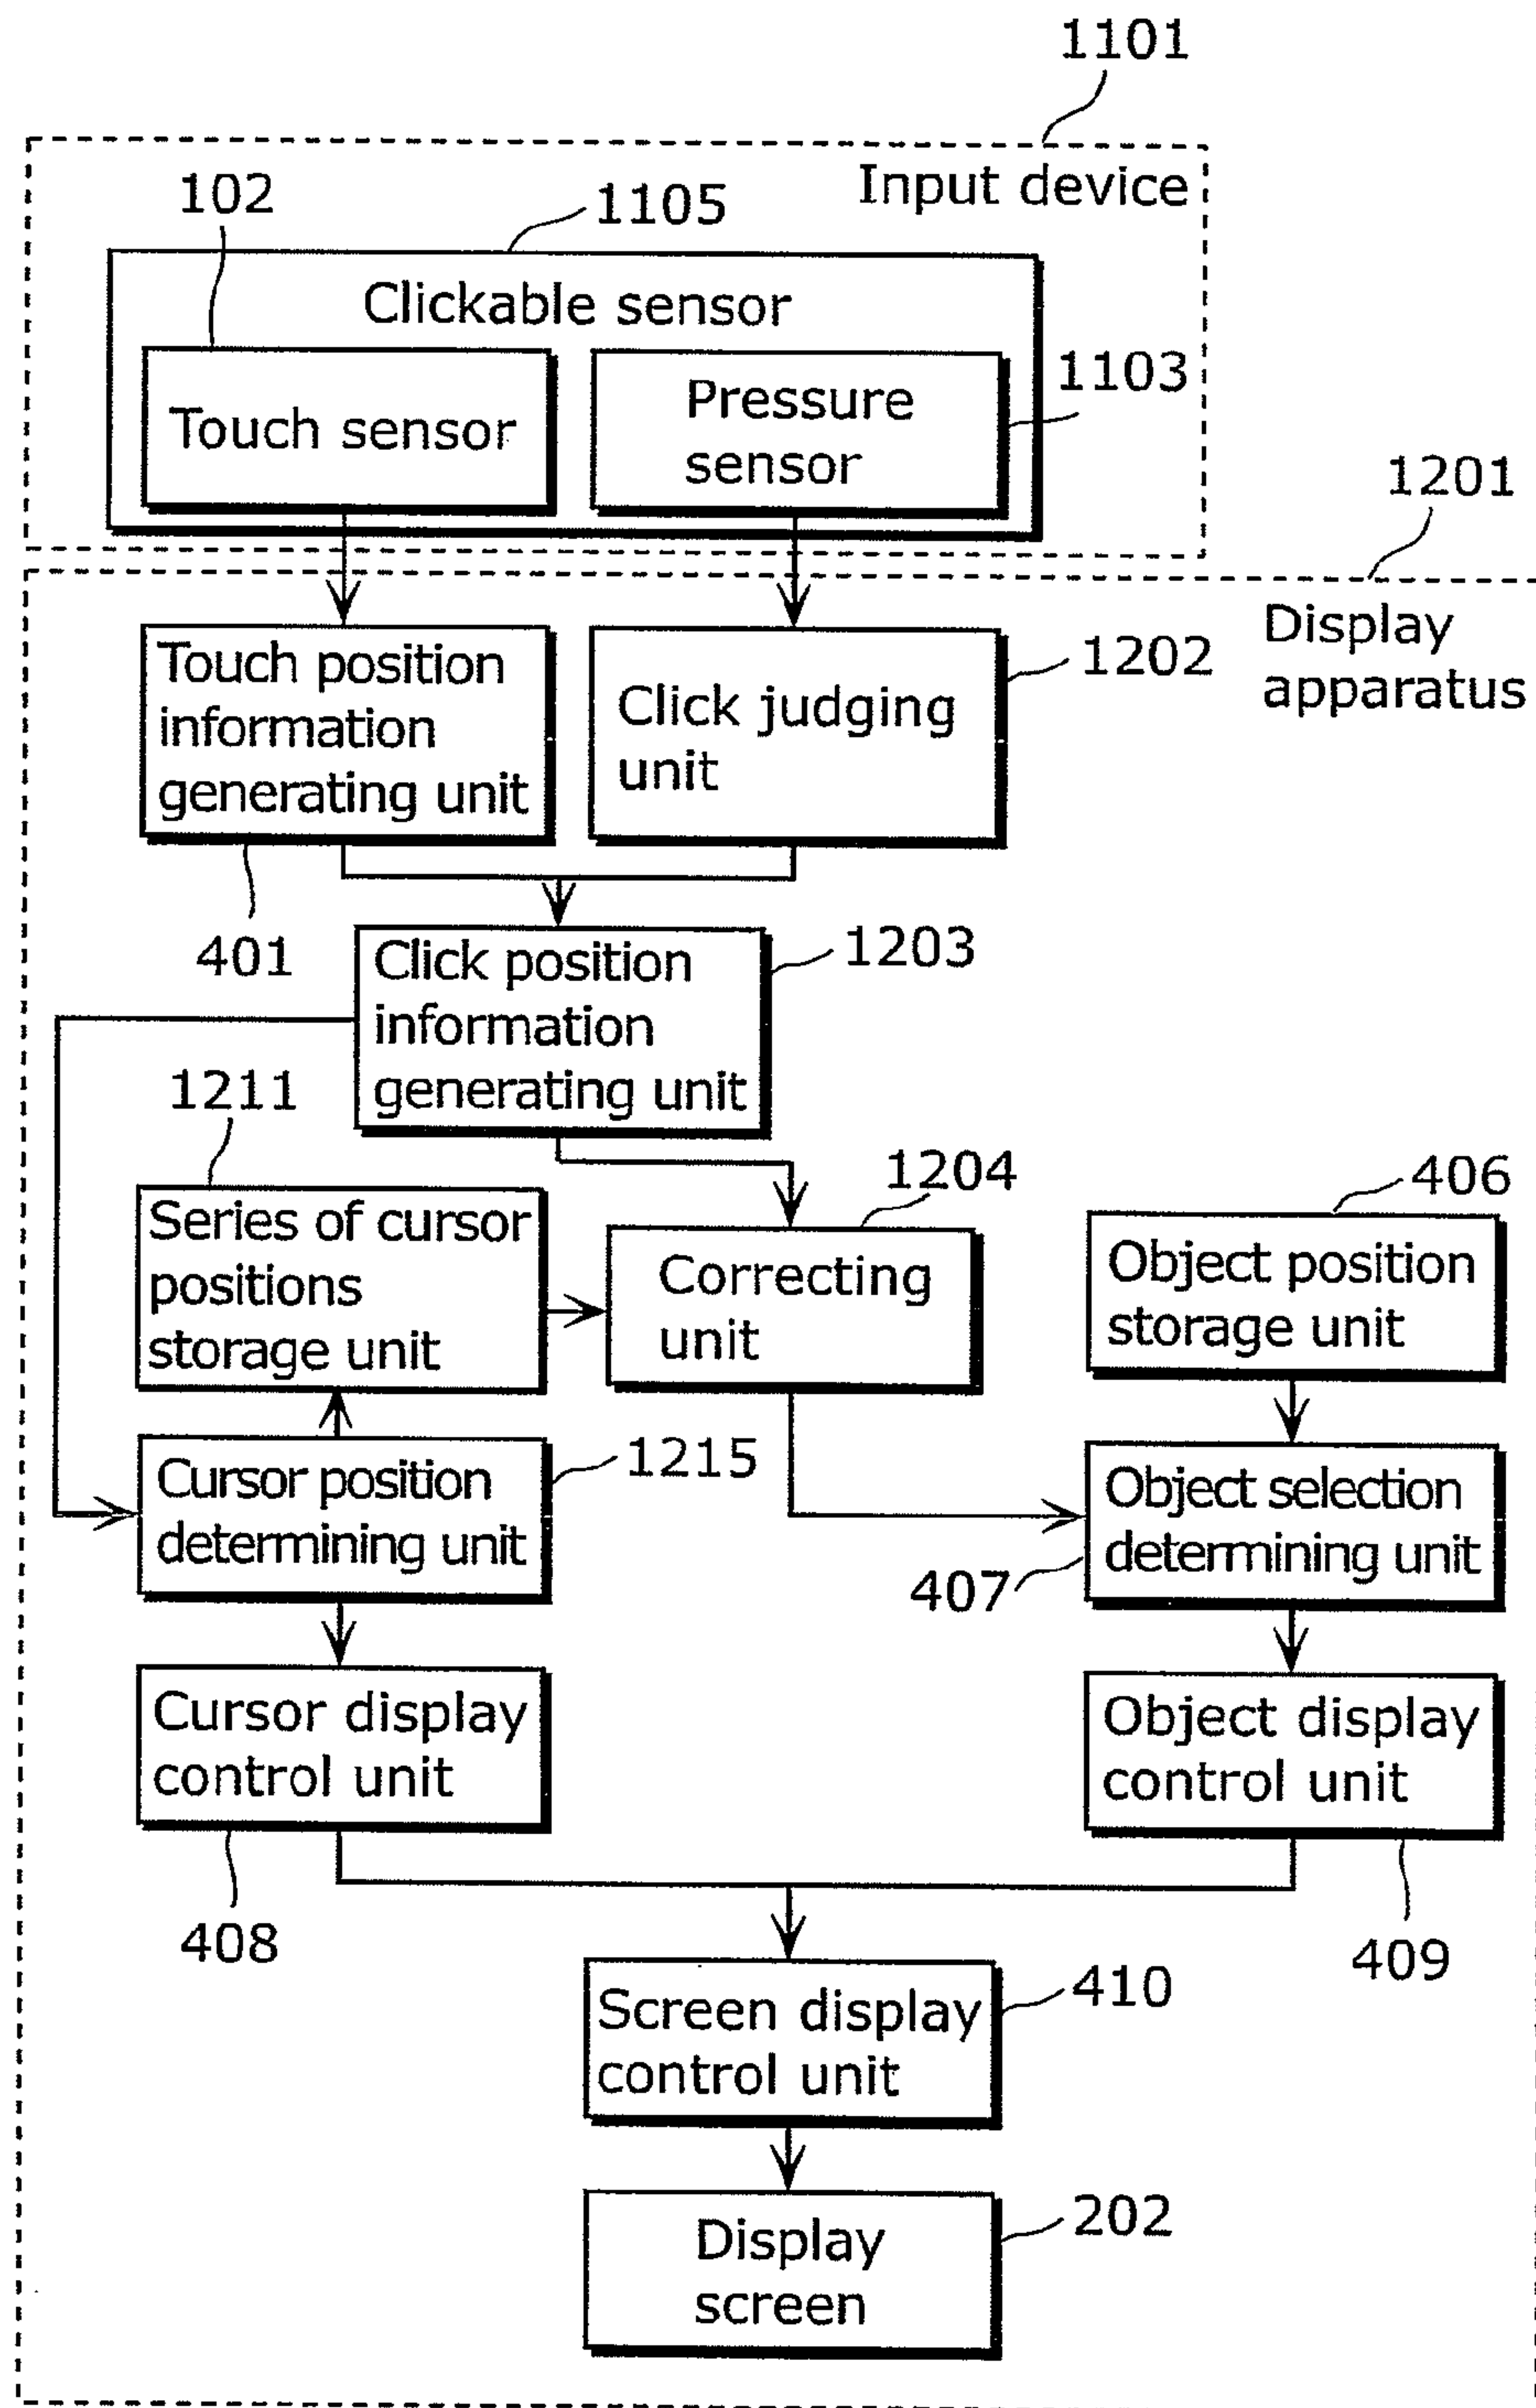 1101
Input device
102
1105
Clickable sensor
Touch sensor
Pressure
sensor
1103
1201
Display
apparatus
Touch position
information
generating unit
Click judging
unit
1202
401
Click position
information
generating unit
1203
1211
Series of cursor
positions
storage unit
1204
Correcting
unit
406
Object position
storage unit
Cursor position
determining unit
1215
Object selection
determining unit
407
Cursor display
control unit
Object display
control unit
408
409
Screen display
control unit
410
Display
screen
202